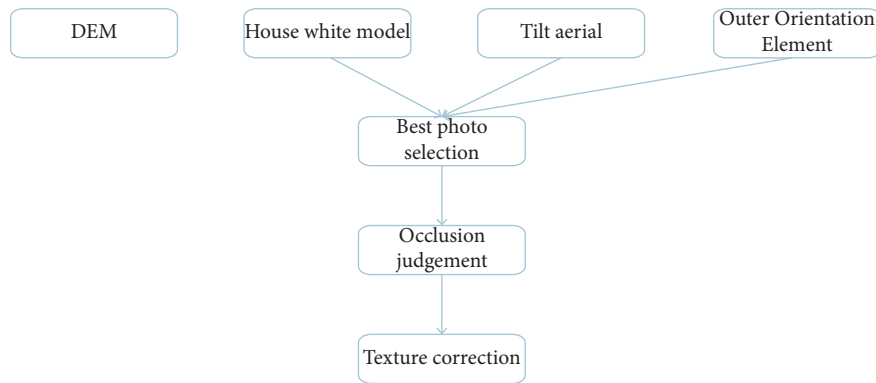 DEM
House white model
Tilt aerial
Outer Orientation
Element
Best photo
selection
Occlusion
judgement
Texture correction